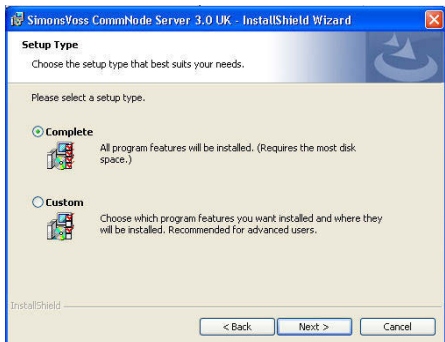 SimonsVoss CommNode Server 3.0 UK - InstallShield Wizard
Setup Type
Choose the setup type that best suits your needs.
Please select a setup type.
Complete
All program features will be installed. (Requires the most disk
space.)
Custom
Choose which program features you want installed and where they
will be installed. Recommended for advanced users.
InstallShield
< Back Next > Cancel